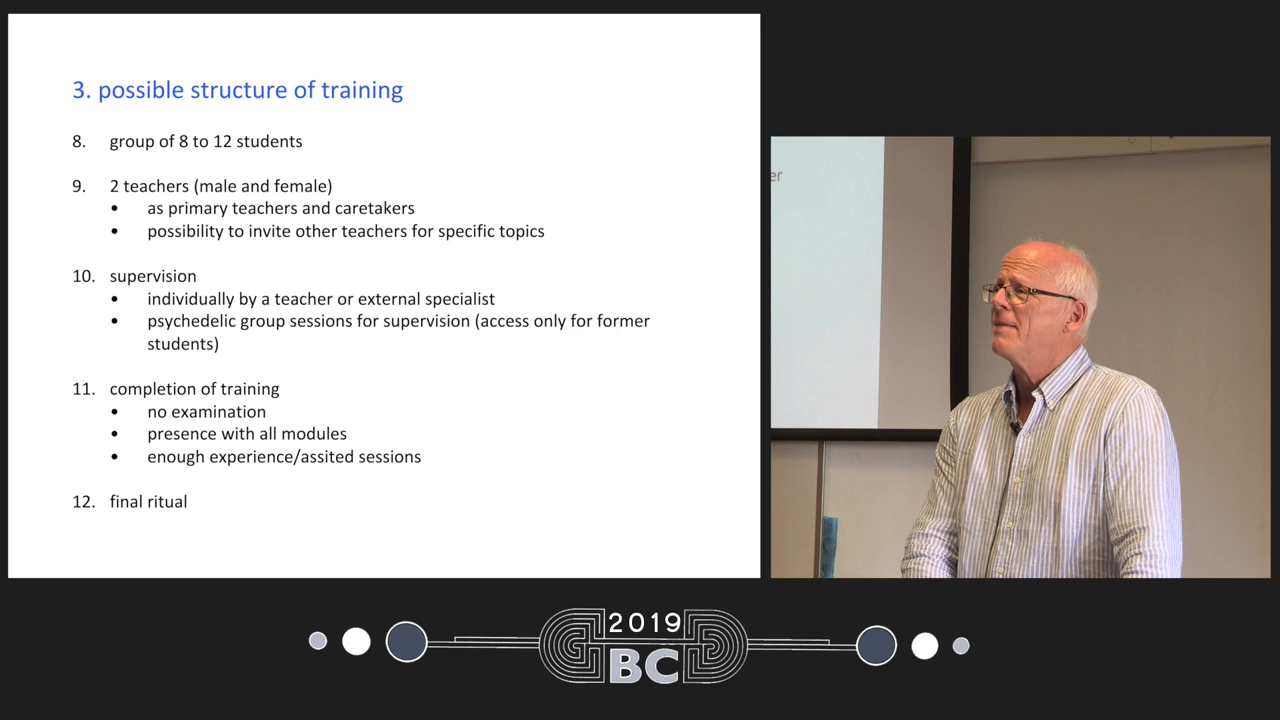 3. possible structure of training
8. group of 8 to 12 students
9. 2 teachers (male and female)
• as primary teachers and caretakers
• possibility to invite other teachers for specific topics
10. supervision
• individually by a teacher or external specialist
• psychedelic group sessions for supervision (access only for former
students)
11. completion of training
• no examination
• presence with all modules
• enough experience/assited sessions
12. final ritual
er
2019
BC